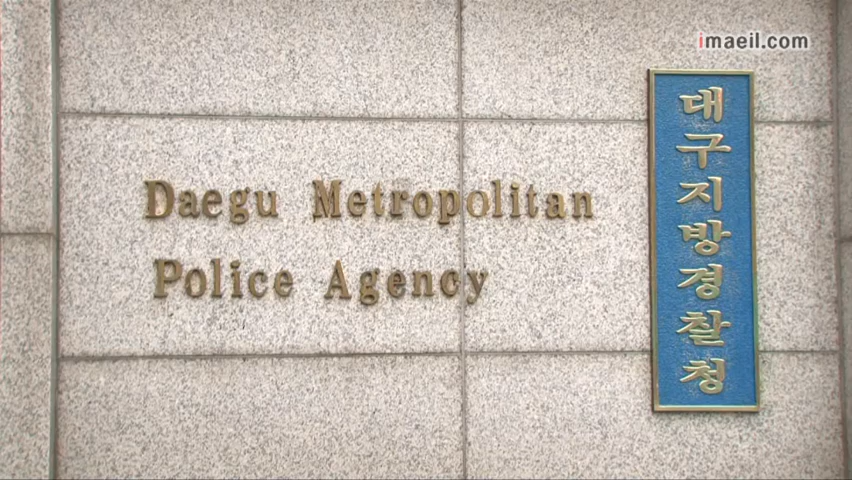 imaeil.com
Daegu Metropolitan
Police Agency
대구지방경찰청